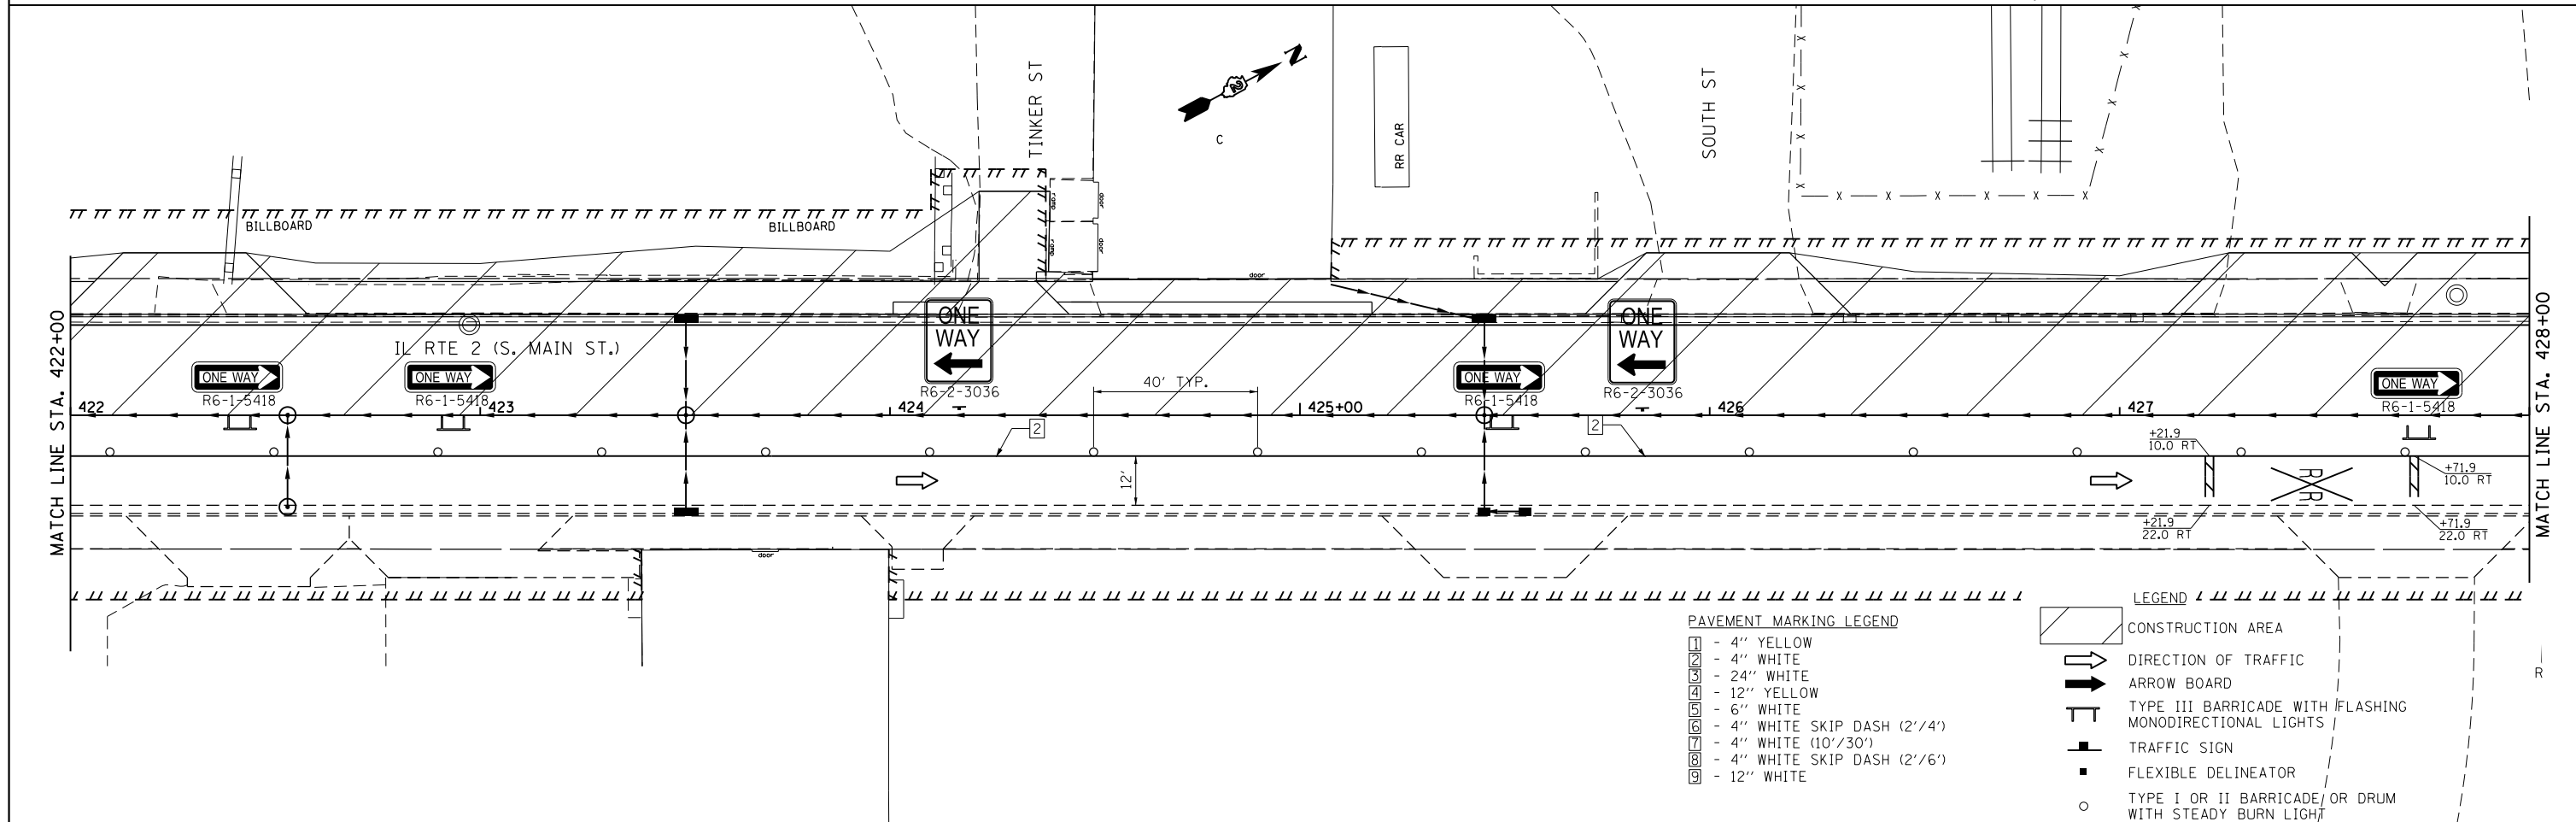 TINKER ST
N
C
RR CAR
SOUTH ST
BILLBOARD
BILLBOARD
ramp
door
ramp
door
door
MATCH LINE STA. 422+00
IL RTE 2 (S. MAIN ST.)
ONE WAY
R6-1-5418
ONE WAY
R6-1-5418
ONE
WAY
R6-2-3036
40' TYP.
ONE WAY
R6-1-5418
ONE
WAY
R6-2-3036
ONE WAY
R6-1-5418
MATCH LINE STA. 428+00
422
423
424
425+00
426
427
2
2
12'
+21.9
10.0 RT
RR
+71.9
10.0 RT
+21.9
22.0 RT
+71.9
22.0 RT
door
PAVEMENT MARKING LEGEND
1 - 4" YELLOW
2 - 4" WHITE
3 - 24" WHITE
4 - 12" YELLOW
5 - 6" WHITE
6 - 4" WHITE SKIP DASH (2'/4')
7 - 4" WHITE (10'/30')
8 - 4" WHITE SKIP DASH (2'/6')
9 - 12" WHITE
LEGEND
CONSTRUCTION AREA
DIRECTION OF TRAFFIC
ARROW BOARD
TYPE III BARRICADE WITH FLASHING
MONODIRECTIONAL LIGHTS
TRAFFIC SIGN
FLEXIBLE DELINEATOR
TYPE I OR II BARRICADE OR DRUM
WITH STEADY BURN LIGHT
R